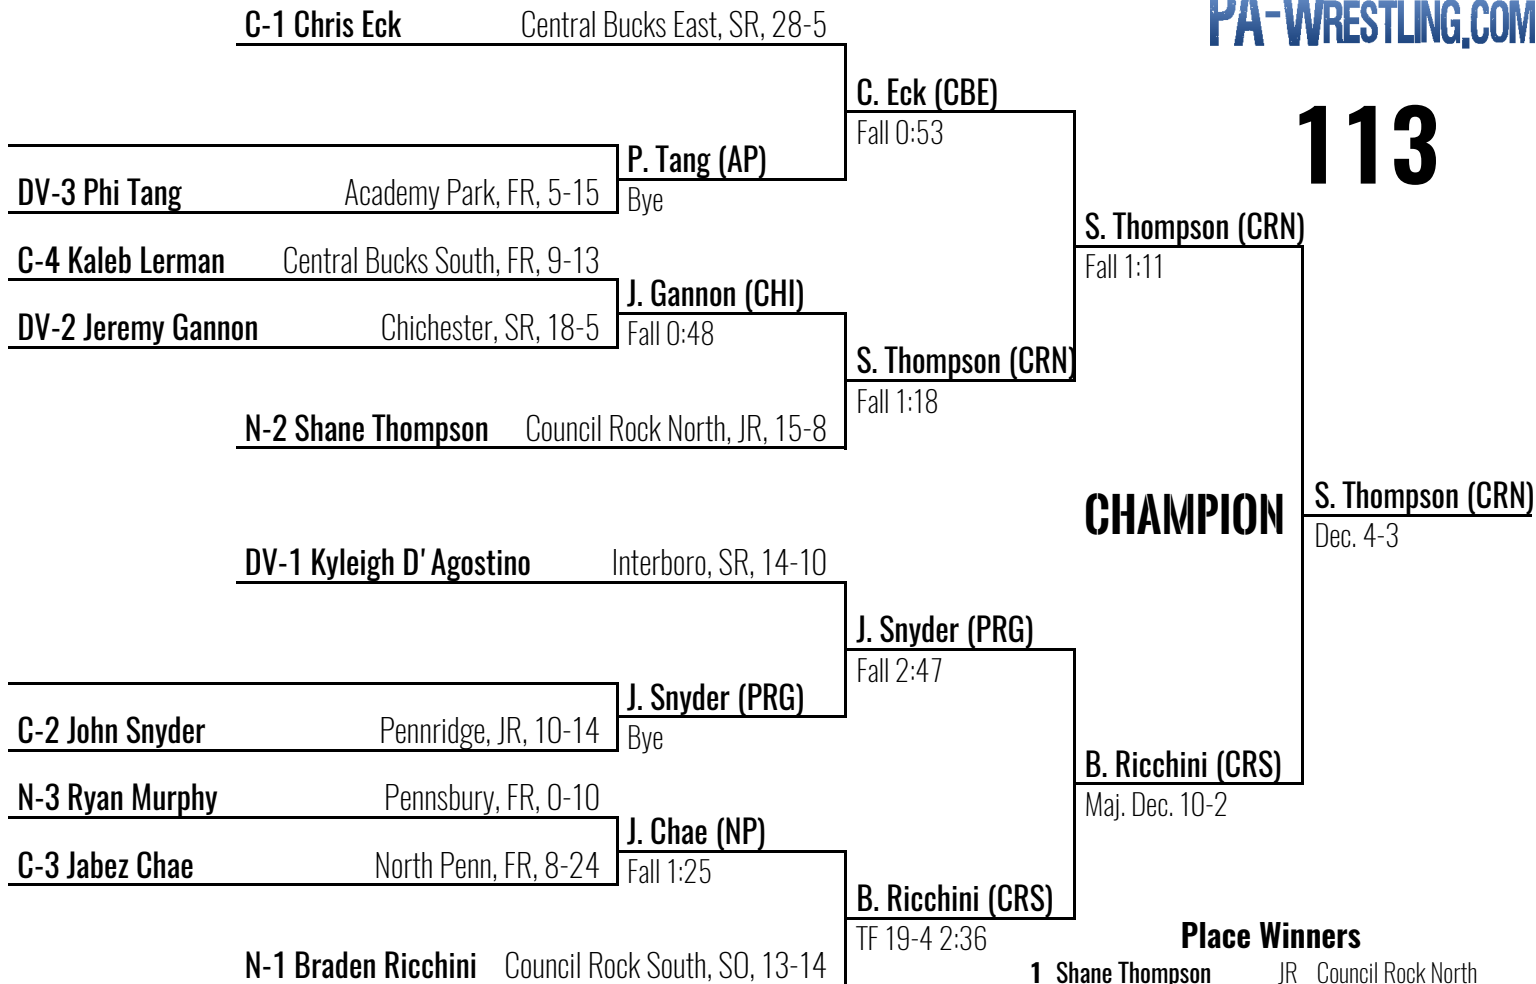 PA-WRESTLING.COM
113
C-1 Chris Eck Central Bucks East, SR, 28-5
C. Eck (CBE)
Fall 0:53
P. Tang (AP)
DV-3 Phi Tang Academy Park, FR, 5-15
Bye
S. Thompson (CRN)
Fall 1:11
C-4 Kaleb Lerman Central Bucks South, FR, 9-13
J. Gannon (CHI)
DV-2 Jeremy Gannon Chichester, SR, 18-5
Fall 0:48
S. Thompson (CRN)
Fall 1:18
N-2 Shane Thompson Council Rock North, JR, 15-8
CHAMPION
S. Thompson (CRN)
Dec. 4-3
DV-1 Kyleigh D'Agostino Interboro, SR, 14-10
J. Snyder (PRG)
Fall 2:47
J. Snyder (PRG)
C-2 John Snyder Pennridge, JR, 10-14
Bye
B. Ricchini (CRS)
Maj. Dec. 10-2
N-3 Ryan Murphy Pennsbury, FR, 0-10
J. Chae (NP)
C-3 Jabez Chae North Penn, FR, 8-24
Fall 1:25
B. Ricchini (CRS)
TF 19-4 2:36
N-1 Braden Ricchini Council Rock South, SO, 13-14
Place Winners
1 Shane Thompson JR Council Rock North